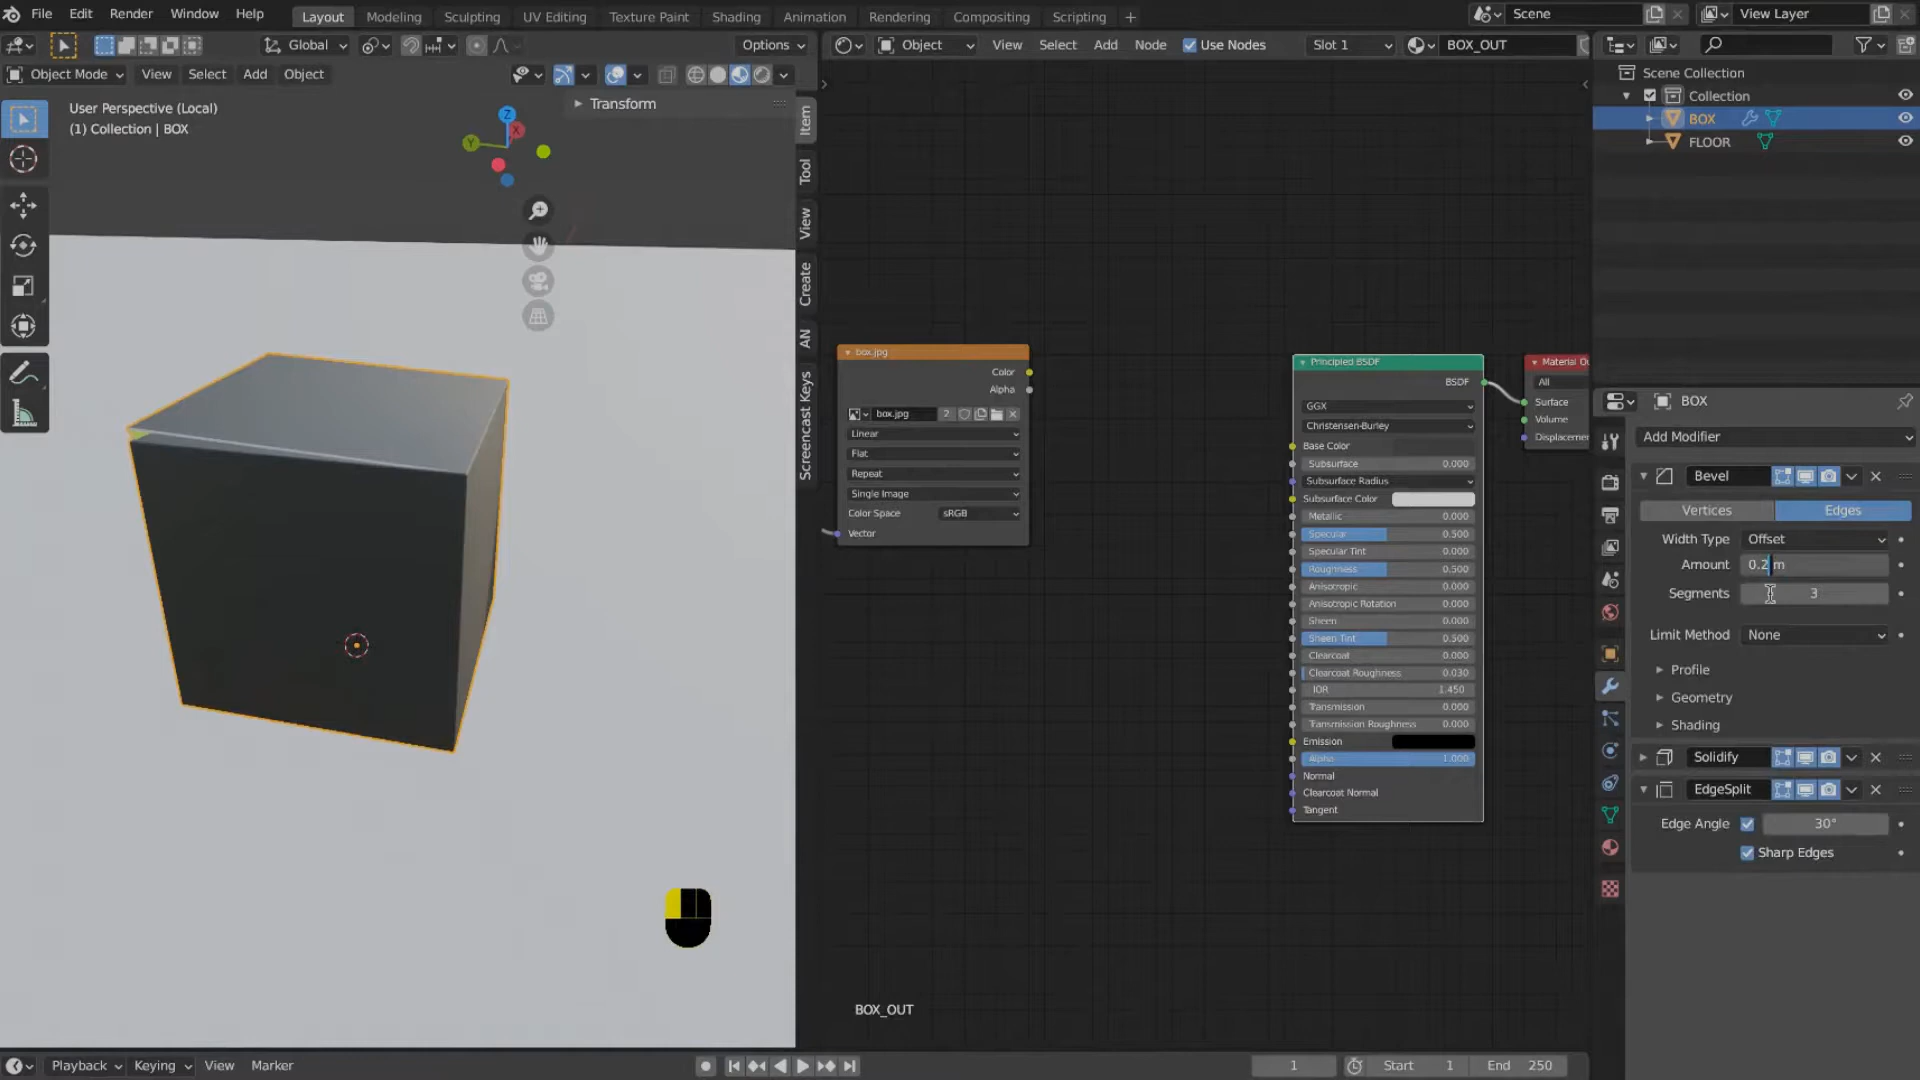 File Edit Render Window Help Layout Modeling Sculpting UV Editing Texture Paint Shading Animation Rendering Compositing Scripting + Scene View Layer
Global Options Object View Select Add Node Use Nodes Slot 1 BOX_OUT
Object Mode View Select Add Object
User Perspective (Local)
(1) Collection | BOX
Transform
Z
X
Y
Item
Tool
View
Create
AN
Screencast Keys
box.jpg
Color
Alpha
box.jpg 2
Linear
Flat
Repeat
Single Image
Color Space sRGB
Vector
Principled BSDF
BSDF
GGX
Christensen-Burley
Base Color
Subsurface 0.000
Subsurface Radius
Subsurface Color
Metallic 0.000
Specular 0.500
Specular Tint 0.000
Roughness 0.500
Anisotropic 0.000
Anisotropic Rotation 0.000
Sheen 0.000
Sheen Tint 0.500
Clearcoat 0.000
Clearcoat Roughness 0.030
IOR 1.450
Transmission 0.000
Transmission Roughness 0.000
Emission
Alpha 1.000
Normal
Clearcoat Normal
Tangent
Material Ou
All
Surface
Volume
Displacemen
BOX_OUT
Scene Collection
Collection
BOX
FLOOR
BOX
Add Modifier
Bevel
Vertices Edges
Width Type Offset
Amount 0.2 m
Segments 3
Limit Method None
Profile
Geometry
Shading
Solidify
EdgeSplit
Edge Angle 30°
Sharp Edges
Playback Keying View Marker 1 Start 1 End 250